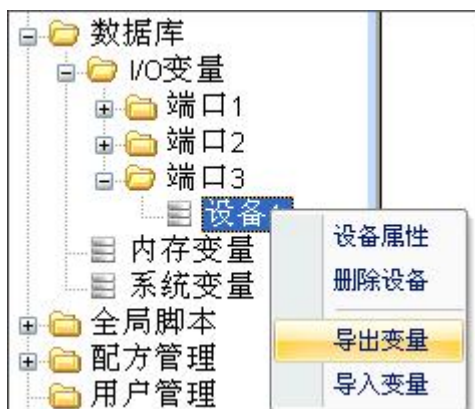 数据库
I/O变量
端口1
端口2
端口3
设备
内存变量
系统变量
全局脚本
配方管理
用户管理
设备属性
删除设备
导出变量
导入变量